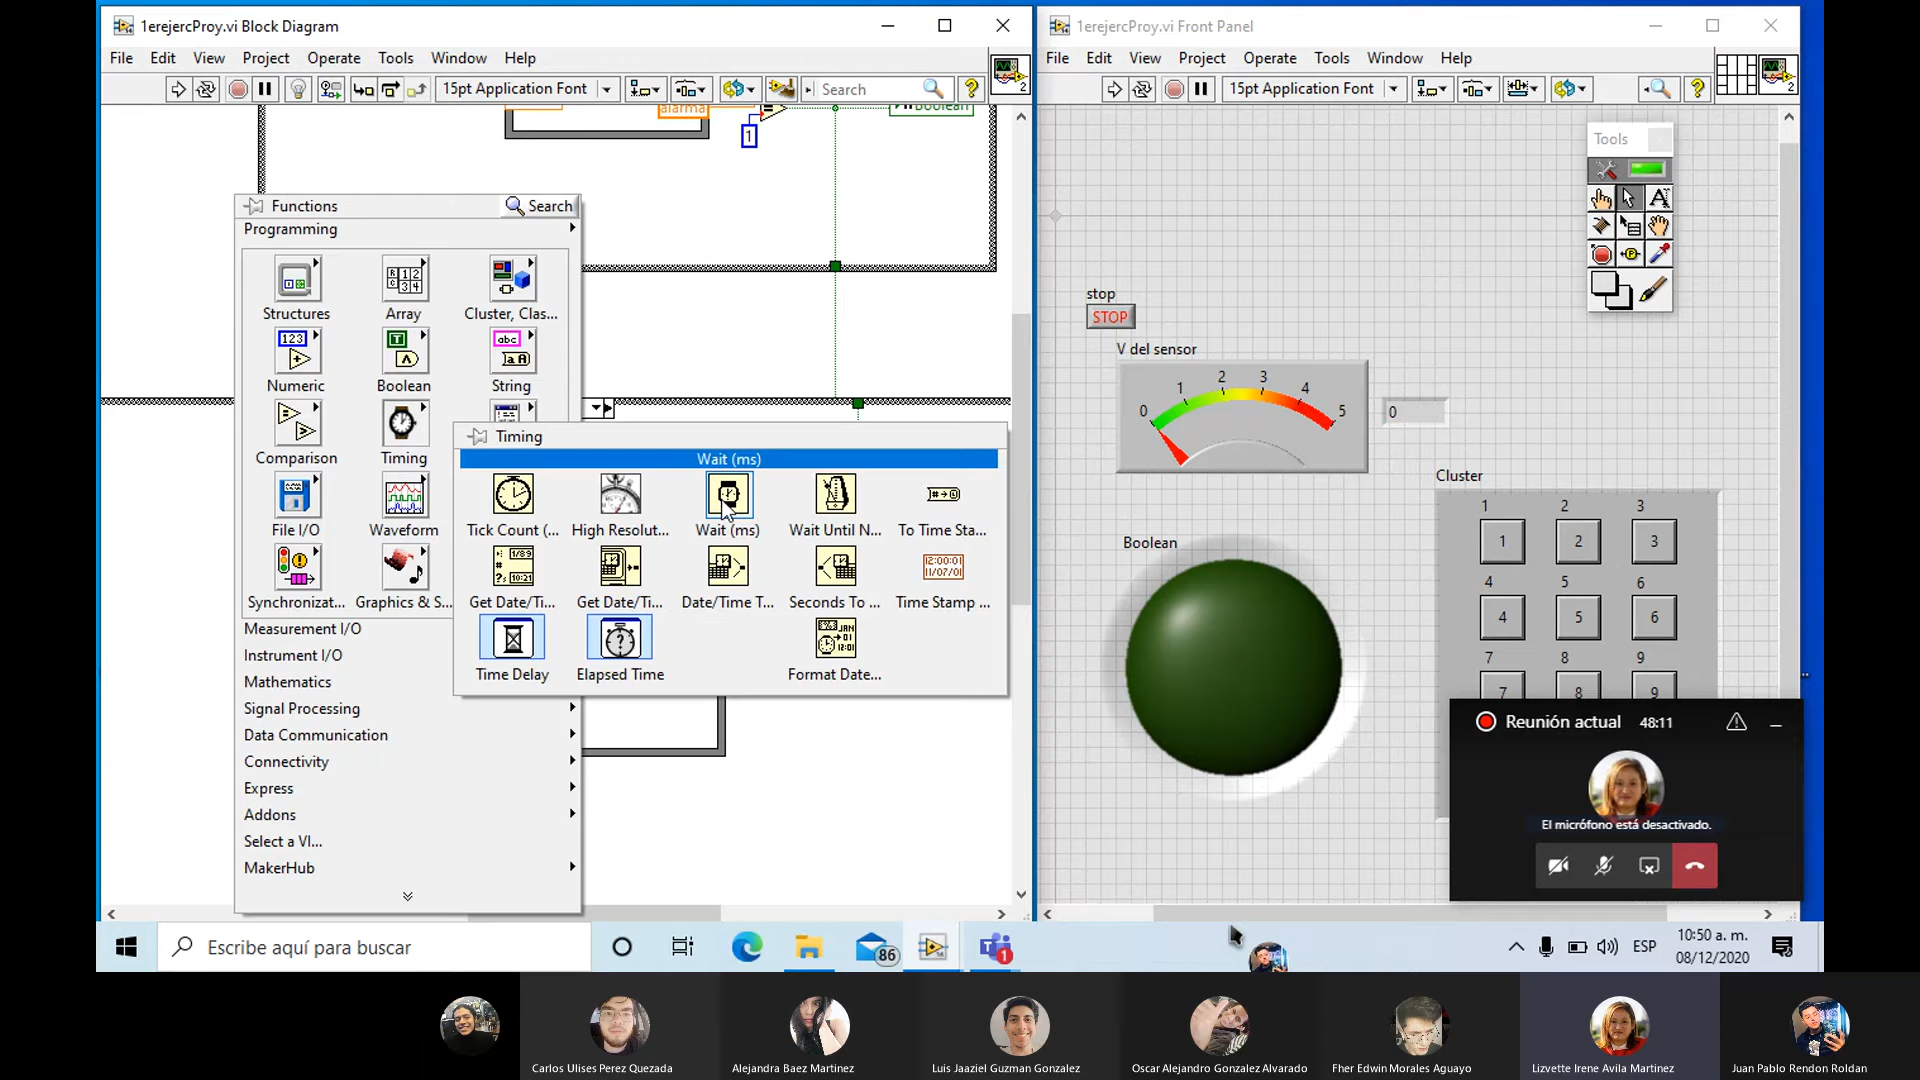 1erejercProy.vi Block Diagram
File Edit View Project Operate Tools Window Help
15pt Application Font
Search
?
2
alarma
Boolean
1
Functions
Search
Programming
Structures
Array
Cluster, Clas...
123
T
abc
Numeric
Boolean
String
Comparison
Timing
File I/O
Waveform
Synchronizat...
Graphics & S...
Measurement I/O
Instrument I/O
Mathematics
Signal Processing
Data Communication
Connectivity
Express
Addons
Select a VI...
MakerHub
Timing
Wait (ms)
Tick Count (...
High Resolut...
Wait (ms)
Wait Until N...
To Time Sta...
Get Date/Ti...
Get Date/Ti...
Date/Time T...
Seconds To ...
Time Stamp ...
Time Delay
Elapsed Time
Format Date...
1erejercProy.vi Front Panel
File Edit View Project Operate Tools Window Help
15pt Application Font
?
2
Tools
stop
STOP
V del sensor
0 1 2 3 4 5
0
Cluster
1 2 3
1 2 3
4 5 6
4 5 6
7 8 9
7 8 9
Boolean
Reunión actual 48:11
El micrófono está desactivado.
Escribe aquí para buscar
86
1
ESP
10:50 a. m.
08/12/2020
Carlos Ulises Perez Quezada
Alejandra Baez Martinez
Luis Jaaziel Guzman Gonzalez
Oscar Alejandro Gonzalez Alvarado
Fher Edwin Morales Aguayo
Lizvette Irene Avila Martinez
Juan Pablo Rendon Roldan